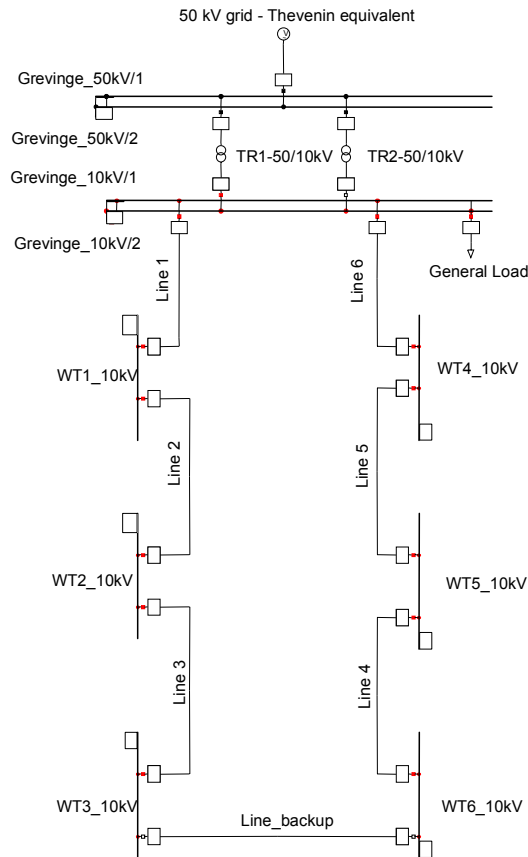 50 kV grid - Thevenin equivalent
V
Grevinge_50kV/1
Grevinge_50kV/2
TR1-50/10kV
TR2-50/10kV
Grevinge_10kV/1
Grevinge_10kV/2
General Load
Line 1
Line 6
WT1_10kV
WT4_10kV
Line 2
Line 5
WT2_10kV
WT5_10kV
Line 3
Line 4
WT3_10kV
Line_backup
WT6_10kV